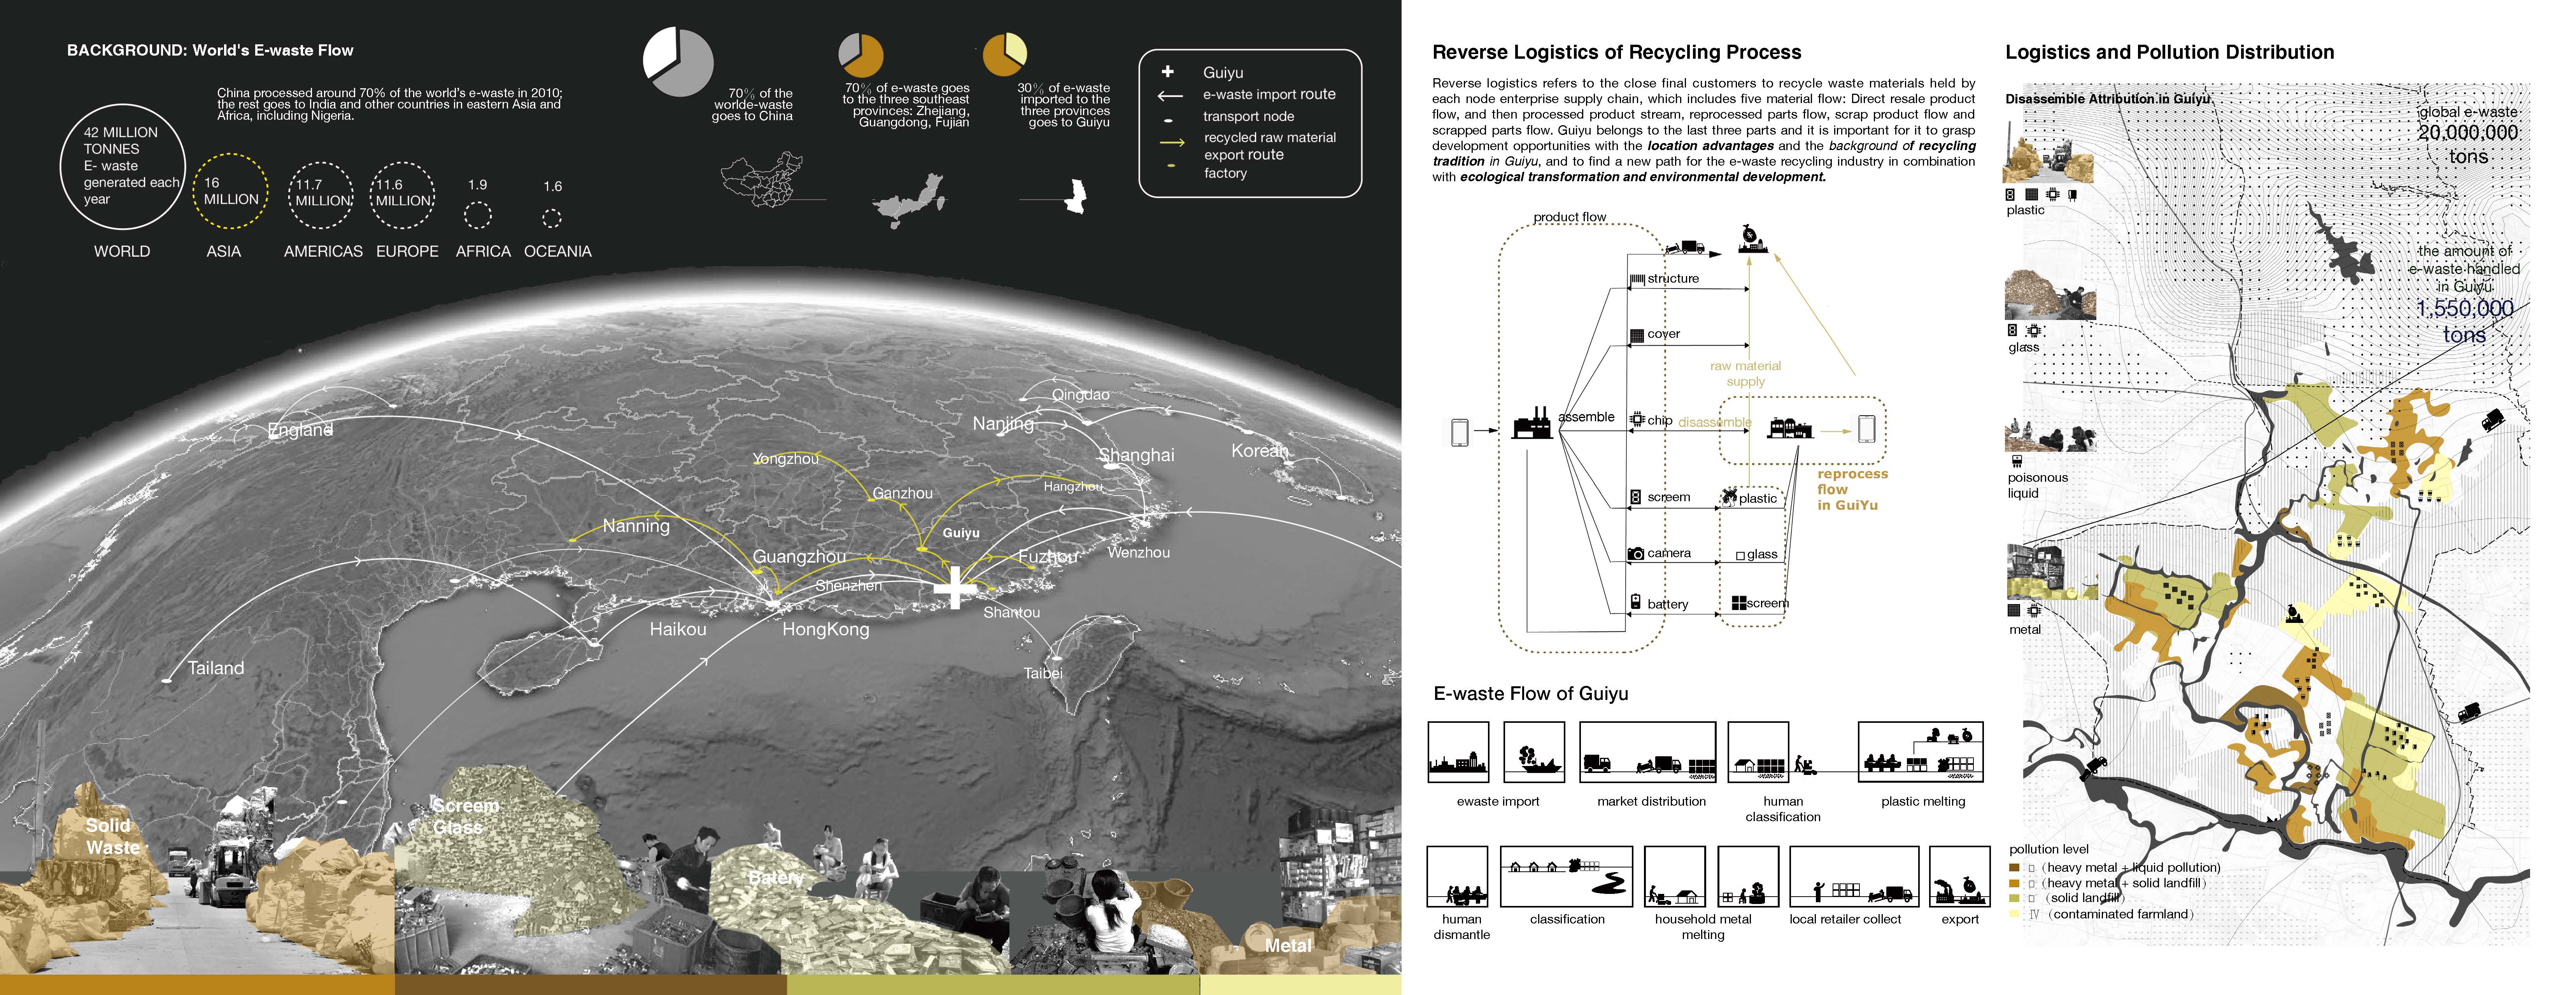 BACKGROUND: World's E-waste Flow
China processed around 70% of the world's e-waste in 2010;
the rest goes to India and other countries in eastern Asia and
Africa, including Nigeria.
42 MILLION
TONNES
E- waste
generated each
year
16
MILLION
11.7
MILLION
11.6
MILLION
1.9
1.6
WORLD
ASIA
AMERICAS
EUROPE
AFRICA
OCEANIA
70% of the
worlde-waste
goes to China
70% of e-waste goes
to the three southeast
provinces: Zhejiang,
Guangdong, Fujian
30% of e-waste
imported to the
three provinces
goes to Guiyu
Guiyu
e-waste import route
transport node
recycled raw material
export route
factory
England
Qingdao
Nanjing
Shanghai
Korean
Yongzhou
Hangzhou
Ganzhou
Nanning
Guiyu
Guangzhou
Fuzhou
Wenzhou
Shenzhen
Shantou
Haikou
HongKong
Tailand
Taibei
Solid
Waste
Screem
Glass
Batery
Metal
Reverse Logistics of Recycling Process
Reverse logistics refers to the close final customers to recycle waste materials held by
each node enterprise supply chain, which includes five material flow: Direct resale product
flow, and then processed product stream, reprocessed parts flow, scrap product flow and
scrapped parts flow. Guiyu belongs to the last three parts and it is important for it to grasp
development opportunities with the location advantages and the background of recycling
tradition in Guiyu, and to find a new path for the e-waste recycling industry in combination
with ecological transformation and environmental development.
product flow
structure
cover
raw material
supply
assemble
chip
disassemble
reprocess
flow
in GuiYu
screem
plastic
camera
glass
battery
screem
E-waste Flow of Guiyu
ewaste import
market distribution
human
classification
plastic melting
human
dismantle
classification
household metal
melting
local retailer collect
export
Logistics and Pollution Distribution
Disassemble Attribution in Guiyu
global e-waste
20,000,000
tons
plastic
the amount of
e-waste handled
in Guiyu
1,550,000
tons
glass
poisonous
liquid
metal
pollution level
(heavy metal + liquid pollution)
(heavy metal + solid landfill)
(solid landfill)
IV (contaminated farmland)